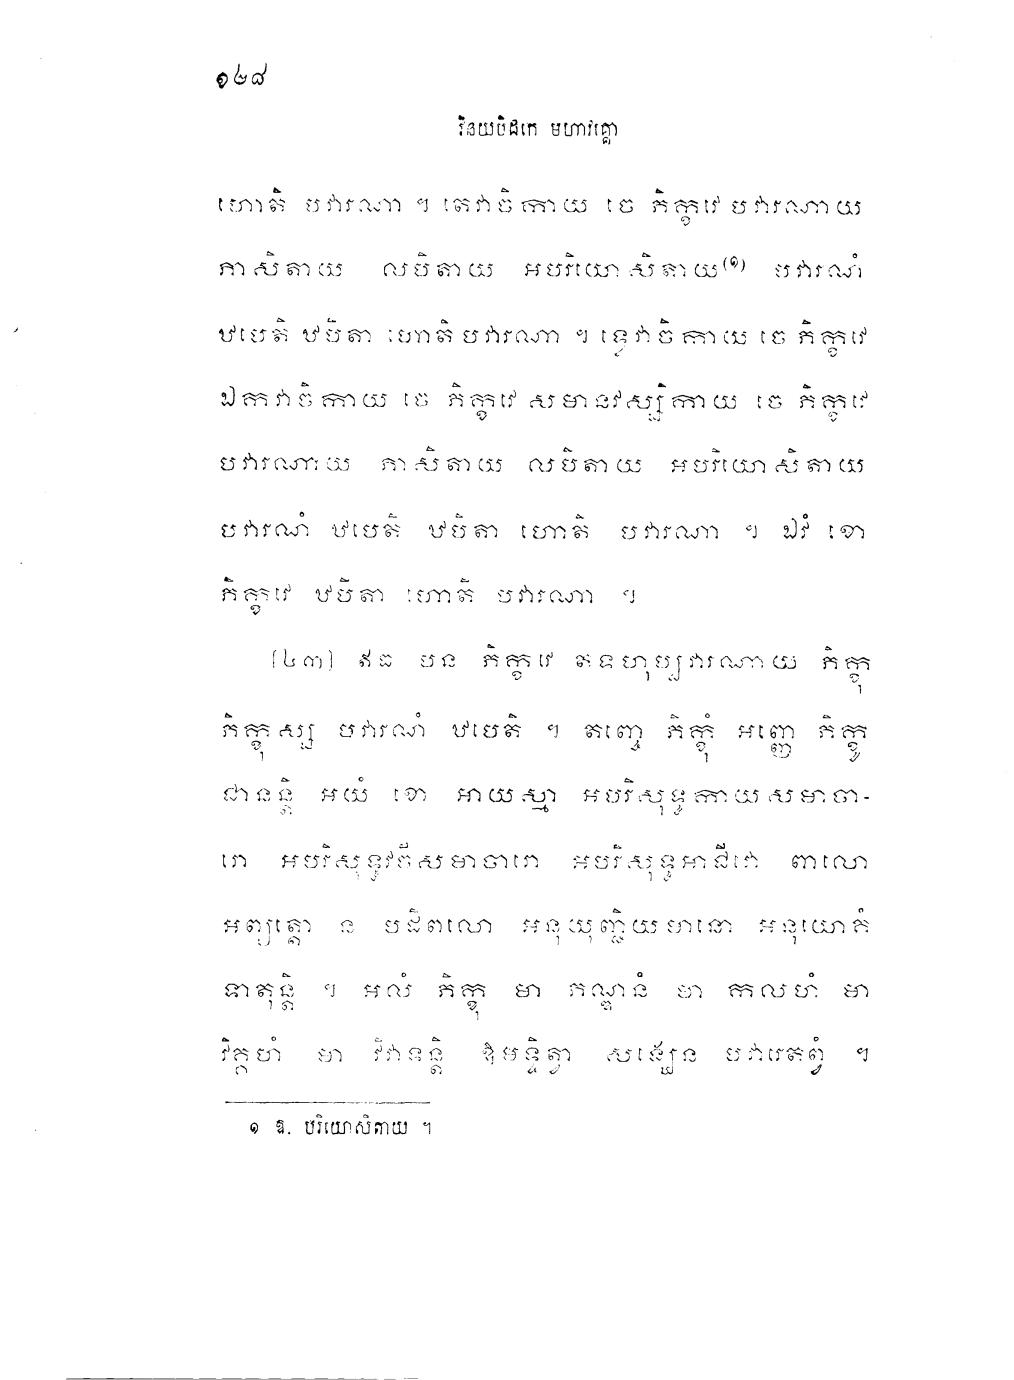 ១២៨
វិនយបិដកេ មហាវគ្គោ
ហោតិ បវារណា ។ តេវាចិកាយ ចេ ភិក្ខវេ បវារណាយ
ភាសិតាយ លបិតាយ អបរិយោសិតាយ(១) បវារណំ
ឋបេតិ ឋបិតា ហោតិ បវារណា ។ ទ្វេវាចិកាយ ចេ ភិក្ខវេ
ឯកវាចិកាយ ចេ ភិក្ខវេ សមានវស្សិកាយ ចេ ភិក្ខវេ
បវារណាយ ភាសិតាយ លបិតាយ អបរិយោសិតាយ
បវារណំ ឋបេតិ ឋបិតា ហោតិ បវារណា ។ ឯវំ ខោ
ភិក្ខវេ ឋបិតា ហោតិ បវារណា ។
[៤៣] ឥធ បន ភិក្ខវេ តទហុប្បវារណាយ ភិក្ខុ
ភិក្ខុស្ស បវារណំ ឋបេតិ ។ តញ្ចេ ភិក្ខុំ អញ្ញេ ភិក្ខូ
ជានន្តិ អយំ ខោ អាយស្មា អបរិសុទ្ធកាយសមាចា-
រោ អបរិសុទ្ធវចីសមាចារោ អបរិសុទ្ធអាជីវោ ពាលោ
អព្យត្តោ ន បដិពលោ អនុយុញ្ជិយមានោ អនុយោគំ
ទាតុន្តិ ។ អលំ ភិក្ខុ មា ភណ្ឌនំ មា កលហំ មា
វិគ្គហំ មា វិវាទន្តិ ឱមទ្ទិត្វា សង្ឃេន បវារេតព្វំ ។
១ ឱ. បរិយោសិតាយ ។